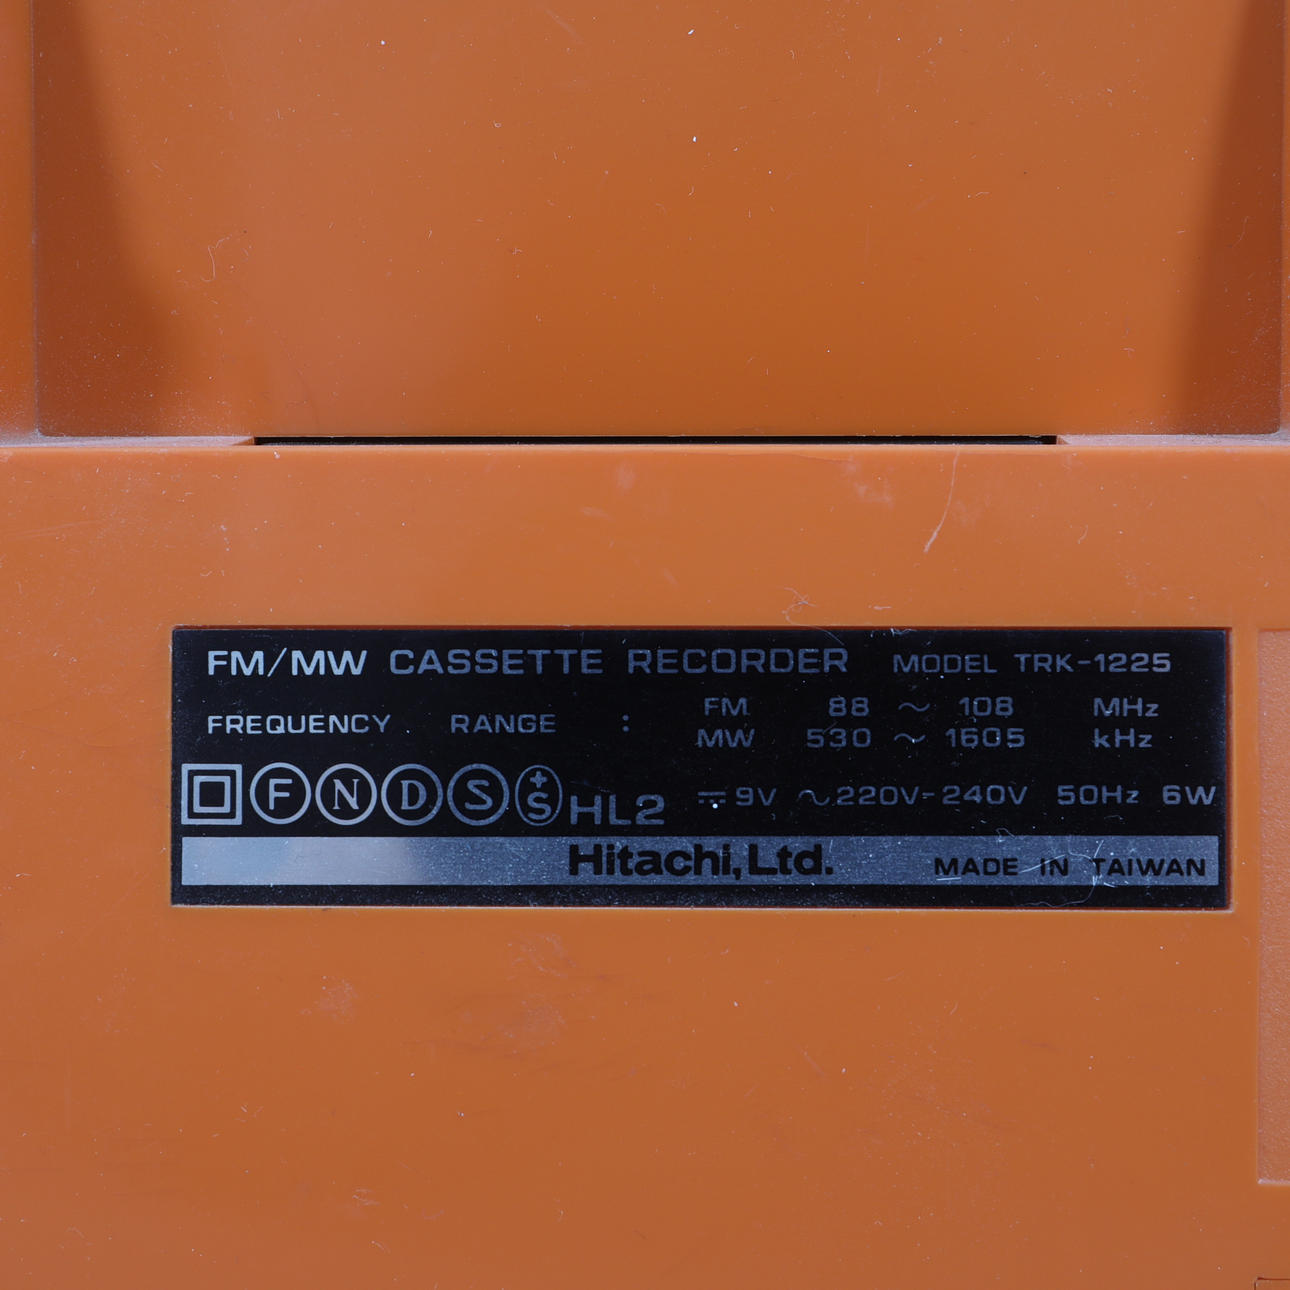 FM/MW CASSETTE RECORDER MODEL TRK-1225
FREQUENCY RANGE : FM 88 ~ 108 MHz
MW 530 ~ 1605 kHz
F N D S +S HL2 ⎓ 9V ~220V-240V 50Hz 6W
Hitachi, Ltd. MADE IN TAIWAN